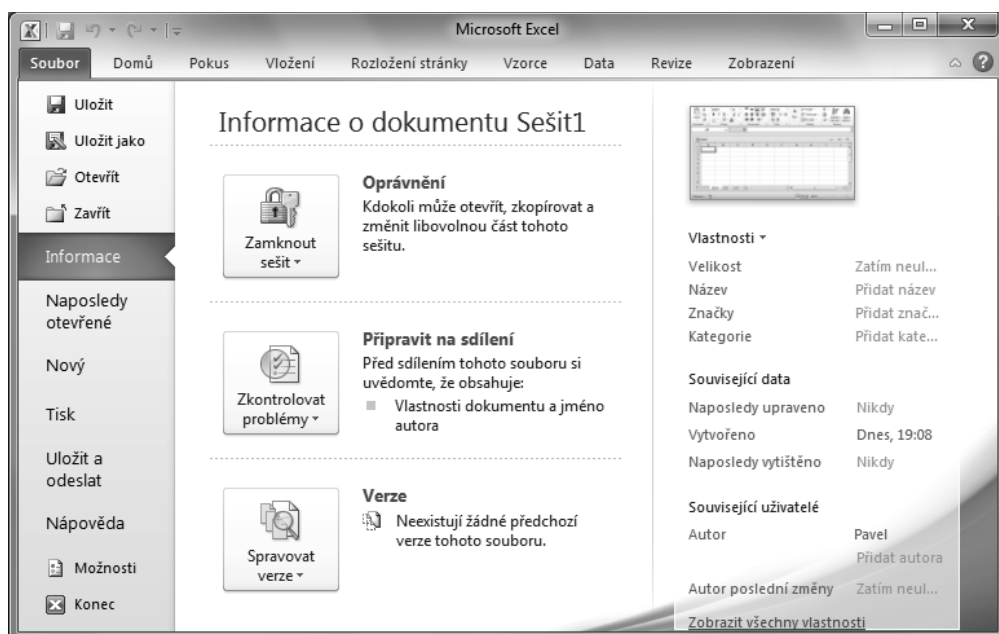 Microsoft Excel
Soubor Domů Pokus Vložení Rozložení stránky Vzorce Data Revize Zobrazení
Uložit
Uložit jako
Otevřít
Zavřít
Informace
Naposledy
otevřené
Nový
Tisk
Uložit a
odeslat
Nápověda
Možnosti
Konec
Informace o dokumentu Sešit1
Zamknout
sešit
Oprávnění
Kdokoli může otevřít, zkopírovat a
změnit libovolnou část tohoto
sešitu.
Zkontrolovat
problémy
Připravit na sdílení
Před sdílením tohoto souboru si
uvědomte, že obsahuje:
Vlastnosti dokumentu a jméno
autora
Spravovat
verze
Verze
Neexistují žádné předchozí
verze tohoto souboru.
Vlastnosti
Velikost Zatím neul...
Název Přidat název
Značky Přidat znač...
Kategorie Přidat kate...
Související data
Naposledy upraveno Nikdy
Vytvořeno Dnes, 19:08
Naposledy vytištěno Nikdy
Související uživatelé
Autor Pavel
Přidat autora
Autor poslední změny Zatím neul...
Zobrazit všechny vlastnosti